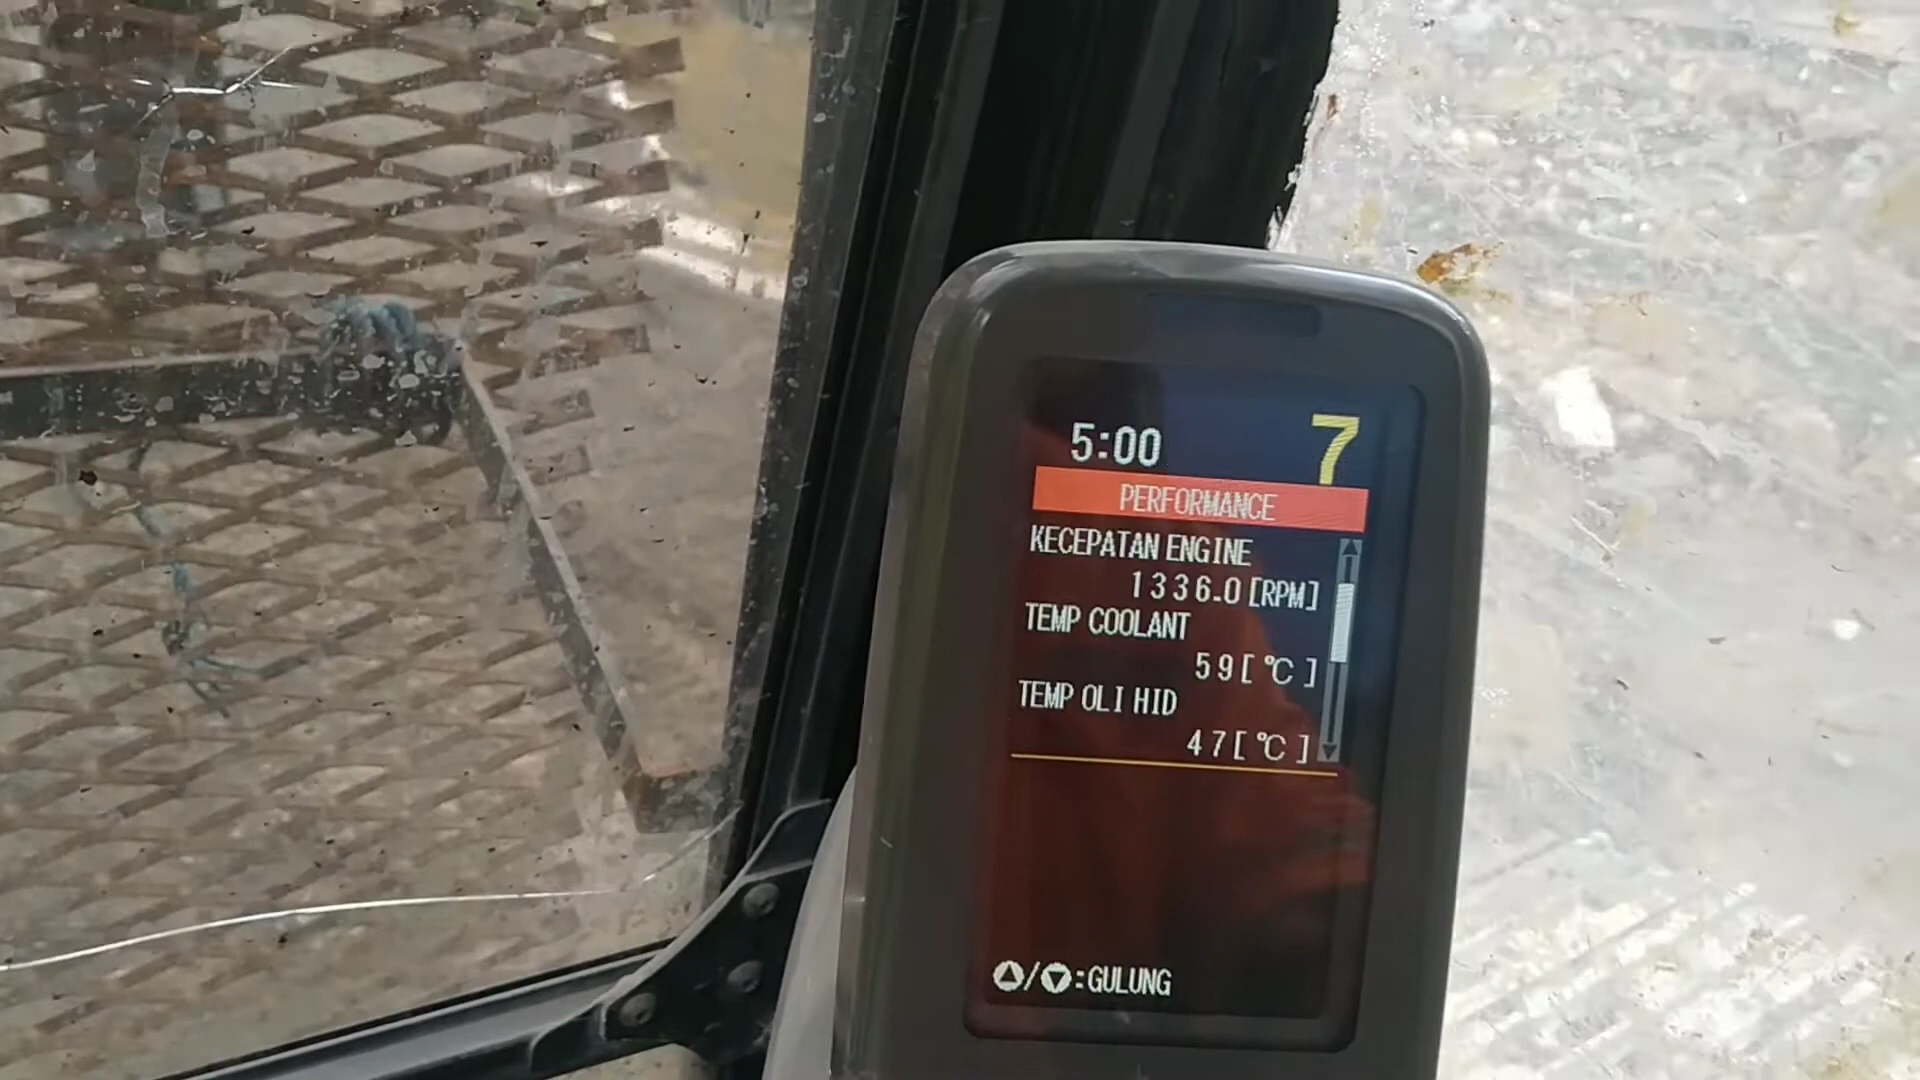 5:00 7
PERFORMANCE
KECEPATAN ENGINE
1336.0 [RPM]
TEMP COOLANT
59[ °C ]
TEMP OLI HID
47[ °C ]
▲/▼:GULUNG